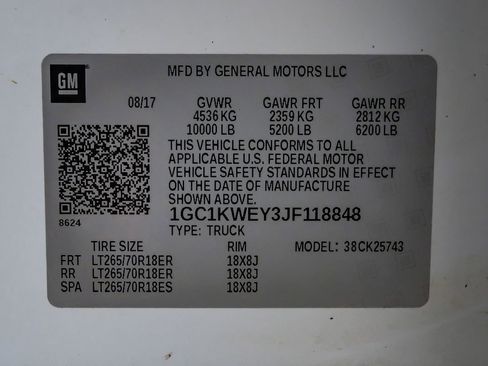 GM
MFD BY GENERAL MOTORS LLC
08/17 GVWR GAWR FRT GAWR RR
4536 KG 2359 KG 2812 KG
10000 LB 5200 LB 6200 LB
THIS VEHICLE CONFORMS TO ALL
APPLICABLE U.S. FEDERAL MOTOR
VEHICLE SAFETY STANDARDS IN EFFECT
ON THE DATE OF MANUFACTURE
SHOWN ABOVE.
8624 1GC1KWEY3JF118848
TYPE: TRUCK
TIRE SIZE RIM MODEL: 38CK25743
FRT LT265/70R18ER 18X8J
RR LT265/70R18ER 18X8J
SPA LT265/70R18ES 18X8J